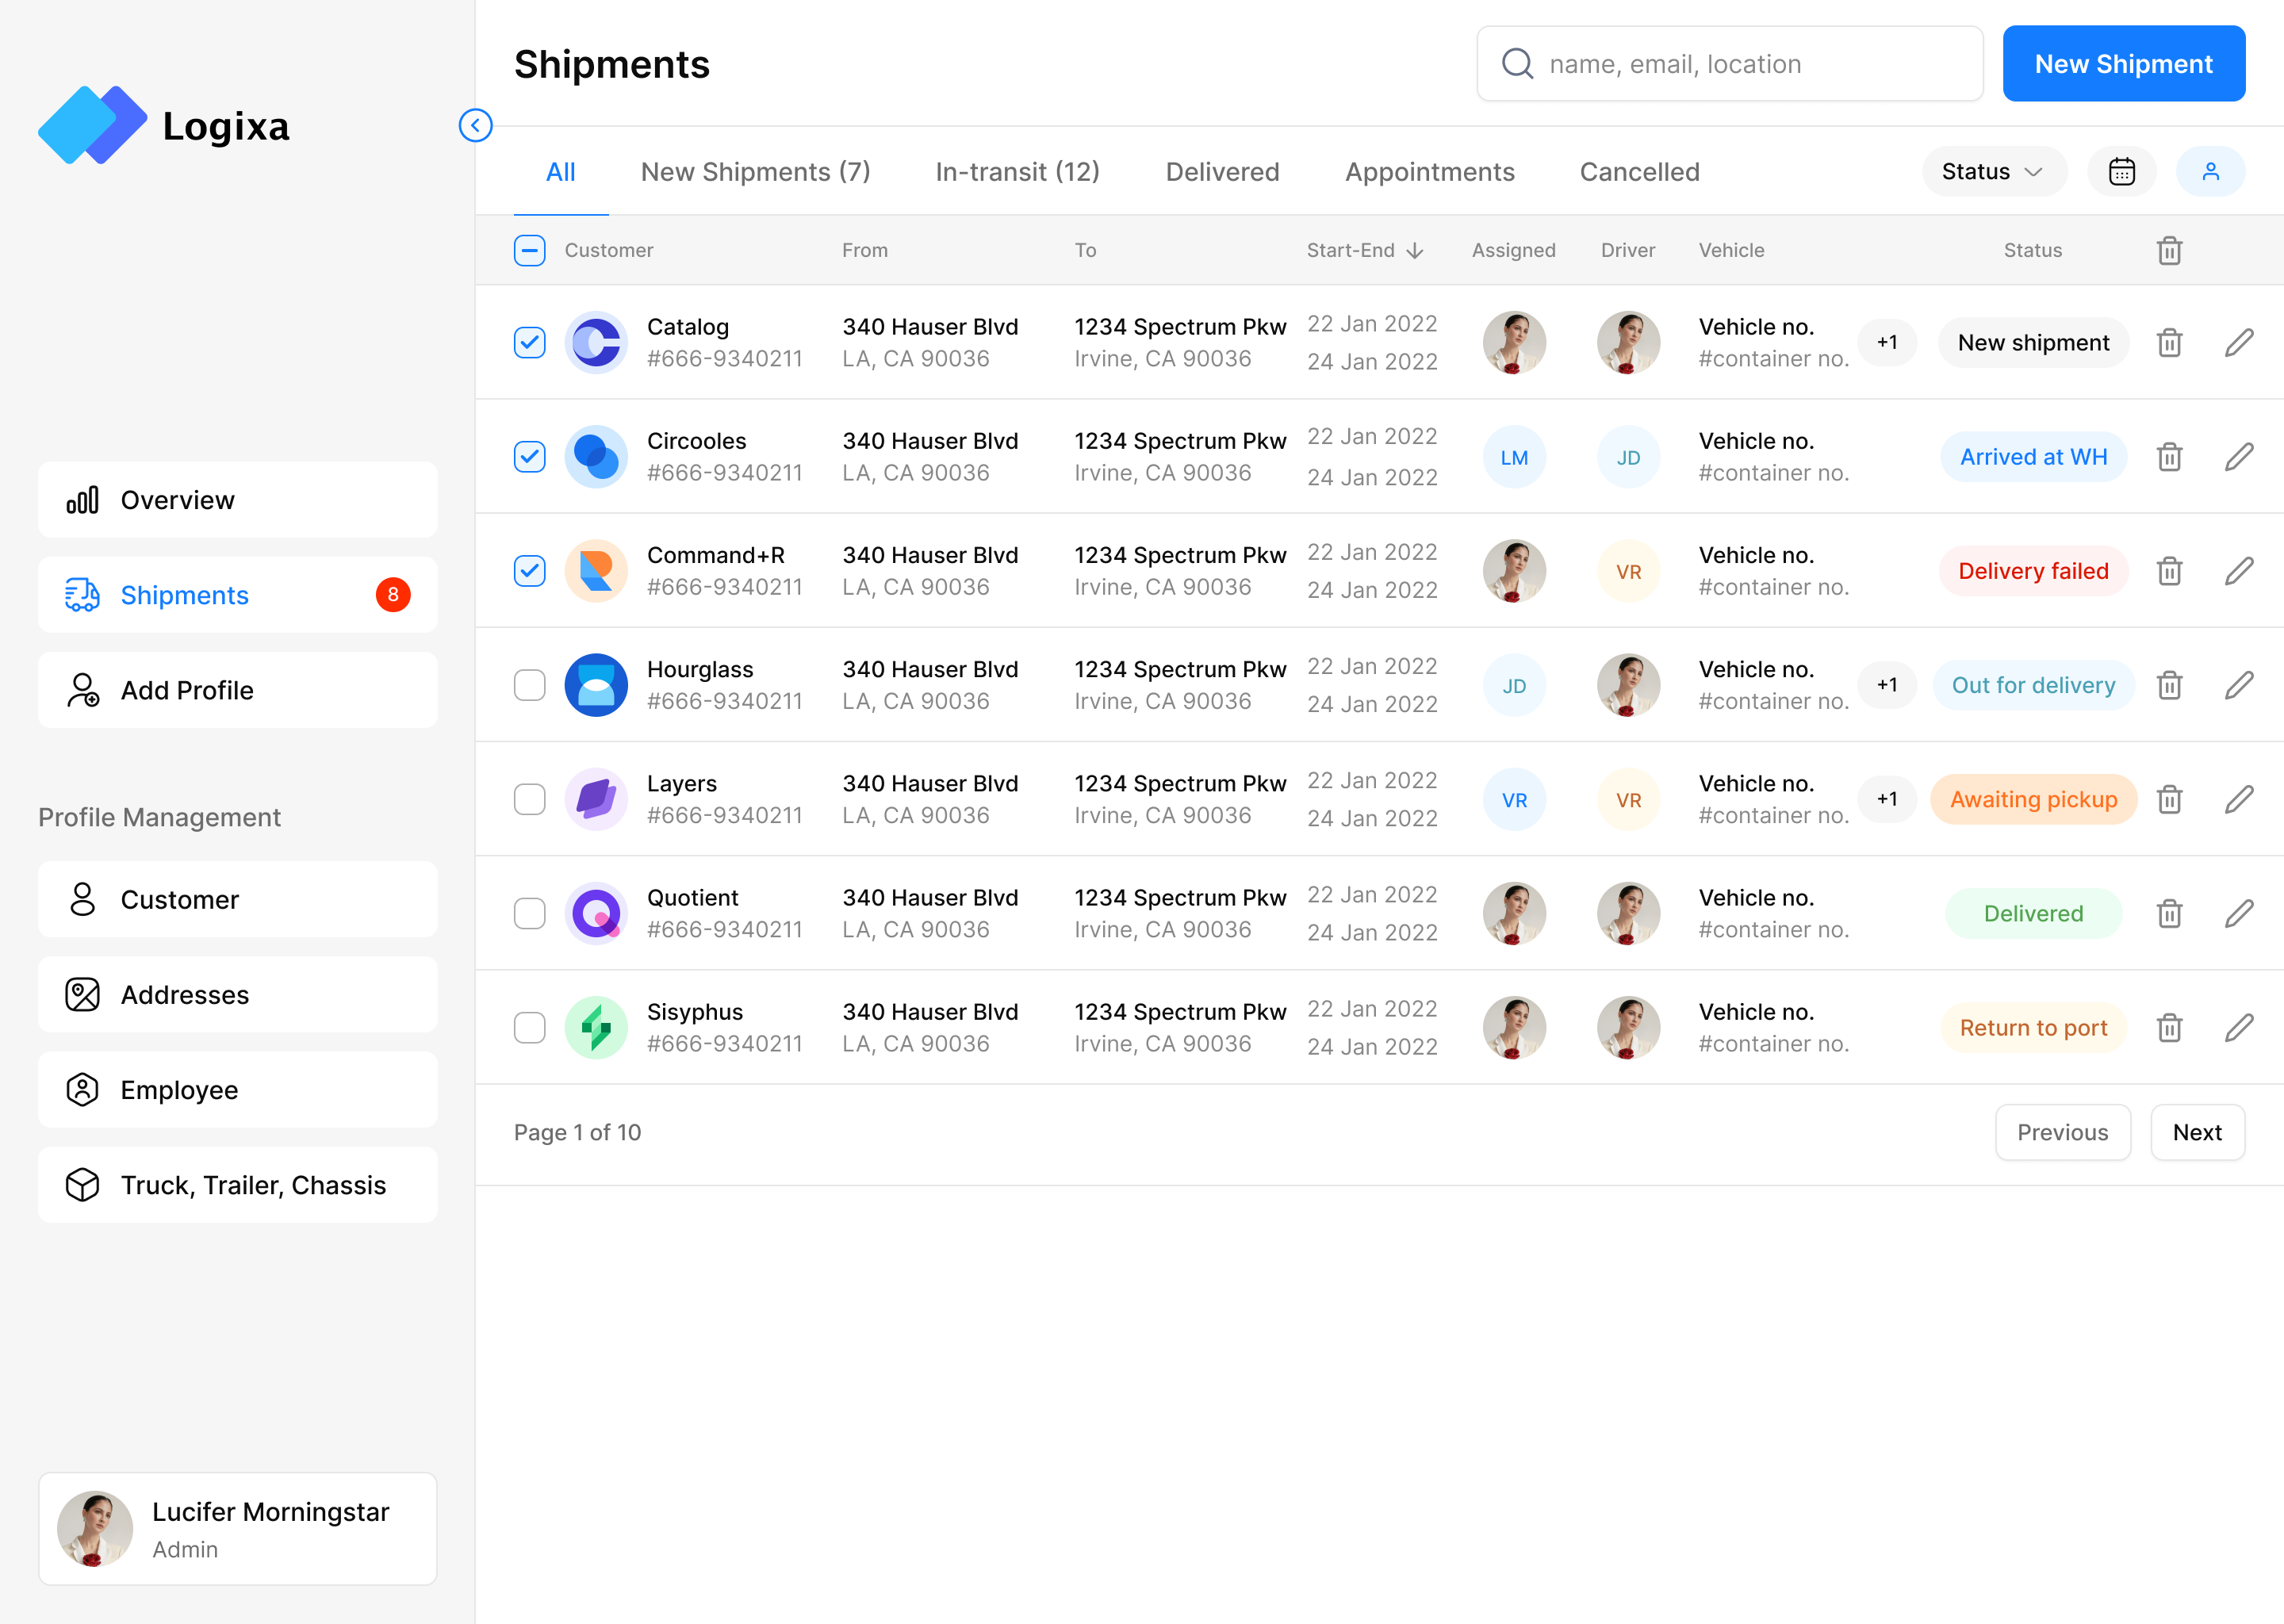 Logixa
Overview
Shipments 8
Add Profile
Profile Management
Customer
Addresses
Employee
Truck, Trailer, Chassis
Lucifer Morningstar
Admin
Shipments
name, email, location
New Shipment
All New Shipments (7) In-transit (12) Delivered Appointments Cancelled Status
Customer From To Start-End Assigned Driver Vehicle Status
Catalog 340 Hauser Blvd 1234 Spectrum Pkw 22 Jan 2022 Vehicle no. +1 New shipment
#666-9340211 LA, CA 90036 Irvine, CA 90036 24 Jan 2022 #container no.
Circooles 340 Hauser Blvd 1234 Spectrum Pkw 22 Jan 2022 LM JD Vehicle no. Arrived at WH
#666-9340211 LA, CA 90036 Irvine, CA 90036 24 Jan 2022 #container no.
Command+R 340 Hauser Blvd 1234 Spectrum Pkw 22 Jan 2022 VR Vehicle no. Delivery failed
#666-9340211 LA, CA 90036 Irvine, CA 90036 24 Jan 2022 #container no.
Hourglass 340 Hauser Blvd 1234 Spectrum Pkw 22 Jan 2022 JD Vehicle no. +1 Out for delivery
#666-9340211 LA, CA 90036 Irvine, CA 90036 24 Jan 2022 #container no.
Layers 340 Hauser Blvd 1234 Spectrum Pkw 22 Jan 2022 VR VR Vehicle no. +1 Awaiting pickup
#666-9340211 LA, CA 90036 Irvine, CA 90036 24 Jan 2022 #container no.
Quotient 340 Hauser Blvd 1234 Spectrum Pkw 22 Jan 2022 Vehicle no. Delivered
#666-9340211 LA, CA 90036 Irvine, CA 90036 24 Jan 2022 #container no.
Sisyphus 340 Hauser Blvd 1234 Spectrum Pkw 22 Jan 2022 Vehicle no. Return to port
#666-9340211 LA, CA 90036 Irvine, CA 90036 24 Jan 2022 #container no.
Page 1 of 10 Previous Next